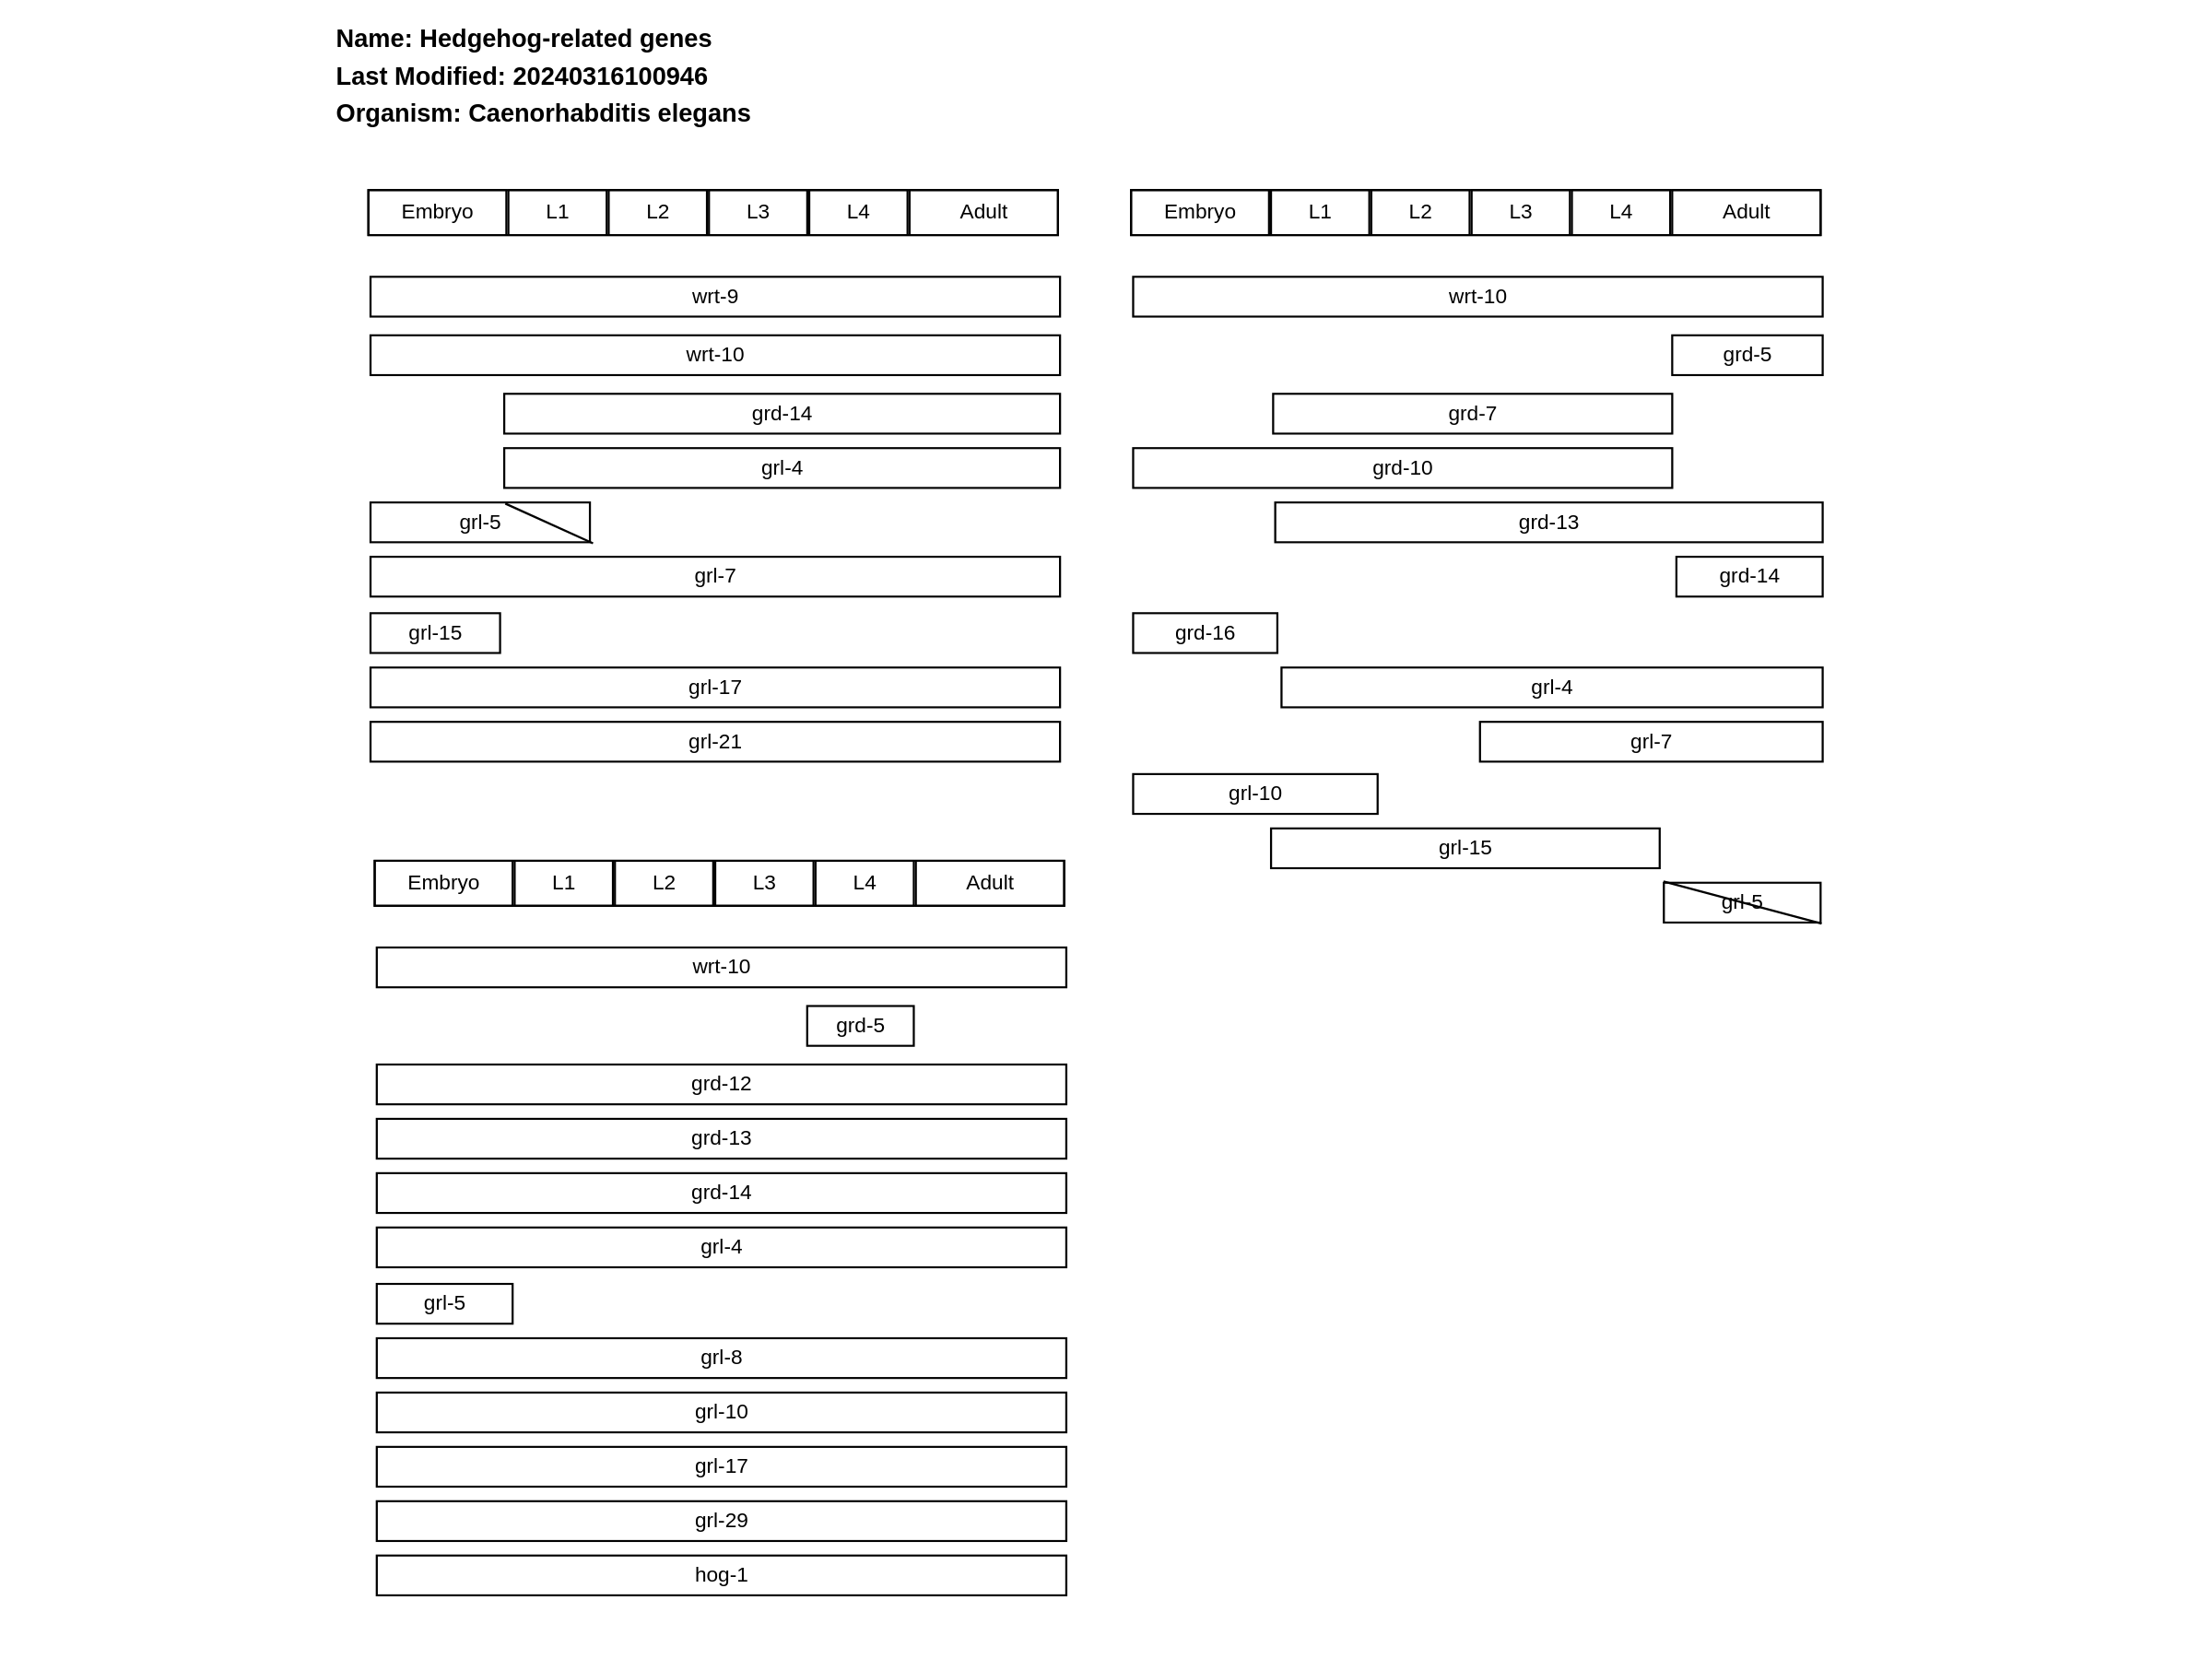 Name: Hedgehog-related genes
Last Modified: 20240316100946
Organism: Caenorhabditis elegans
Embryo L1 L2 L3 L4 Adult
wrt-9
wrt-10
grd-14
grl-4
grl-5
grl-7
grl-15
grl-17
grl-21
Embryo L1 L2 L3 L4 Adult
wrt-10
grd-5
grd-12
grd-13
grd-14
grl-4
grl-5
grl-8
grl-10
grl-17
grl-29
hog-1
Embryo L1 L2 L3 L4 Adult
wrt-10
grd-5
grd-7
grd-10
grd-13
grd-14
grd-16
grl-4
grl-7
grl-10
grl-15
grl-5